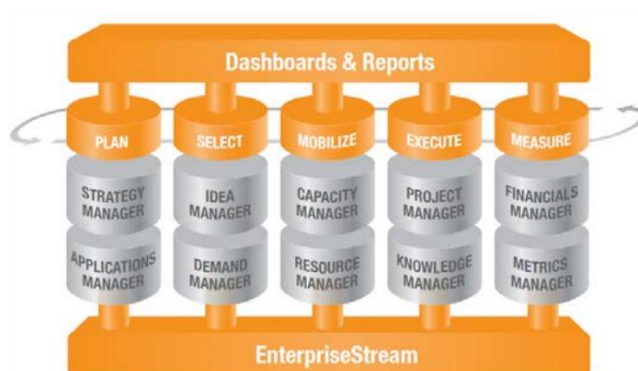 Dashboards & Reports
PLAN
SELECT
MOBILIZE
EXECUTE
MEASURE
STRATEGY
MANAGER
IDEA
MANAGER
CAPACITY
MANAGER
PROJECT
MANAGER
FINANCIALS
MANAGER
APPLICATIONS
MANAGER
DEMAND
MANAGER
RESOURCE
MANAGER
KNOWLEDGE
MANAGER
METRICS
MANAGER
EnterpriseStream